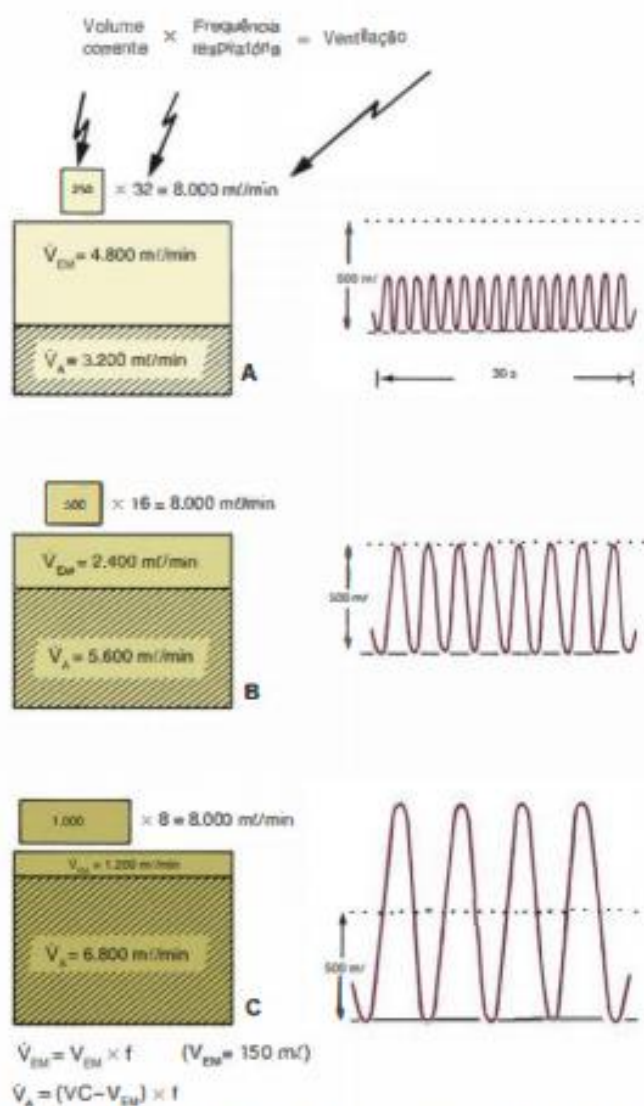 Volume × Frequência = Ventilação
corrente respiratória
250 × 32 = 8.000 mℓ/min
V̇EM = 4.800 mℓ/min
V̇A = 3.200 mℓ/min
A
500 mℓ
30 s
500 × 16 = 8.000 mℓ/min
V̇EM = 2.400 mℓ/min
V̇A = 5.600 mℓ/min
B
500 mℓ
1.000 × 8 = 8.000 mℓ/min
V̇EM = 1.200 mℓ/min
V̇A = 6.800 mℓ/min
C
500 mℓ
V̇EM = VEM × f (VEM = 150 mℓ)
V̇A = (VC – VEM) × f